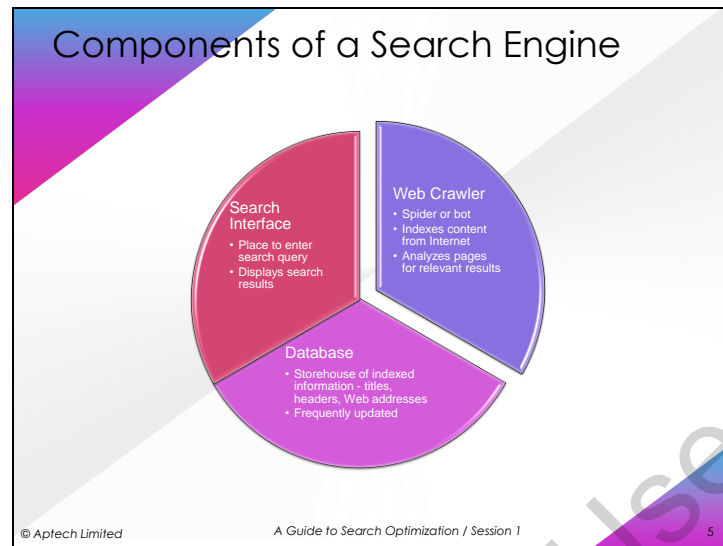 Components of a Search Engine
Search
Interface
• Place to enter
search query
• Displays search
results
Web Crawler
• Spider or bot
• Indexes content
from Internet
• Analyzes pages
for relevant results
Database
• Storehouse of indexed
information - titles,
headers, Web addresses
• Frequently updated
Use
© Aptech Limited
A Guide to Search Optimization / Session 1
5